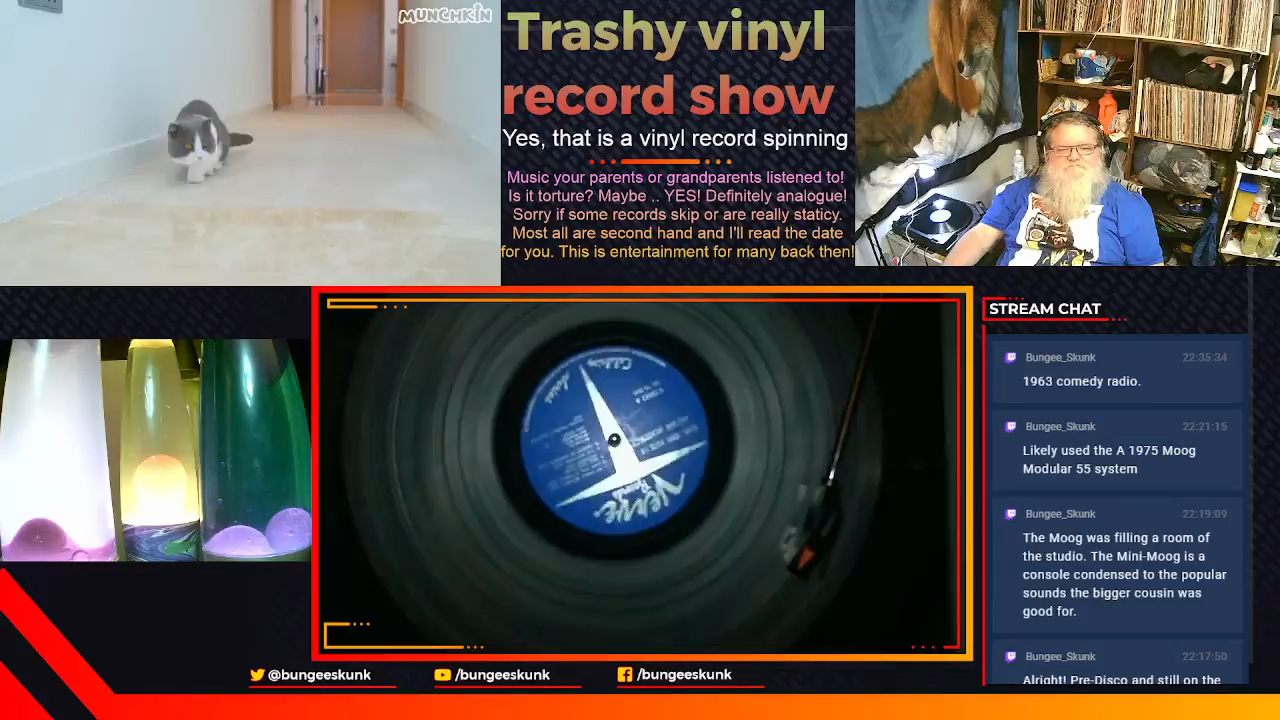 MUNCHKIN
Trashy vinyl
record show
Yes, that is a vinyl record spinning
Music your parents or grandparents listened to!
Is it torture? Maybe .. YES! Definitely analogue!
Sorry if some records skip or are really staticy.
Most all are second hand and I'll read the date
for you. This is entertainment for many back then!
Verve
Records
STREAM CHAT
Bungee_Skunk 22:35:34
1963 comedy radio.
Bungee_Skunk 22:21:15
Likely used the A 1975 Moog
Modular 55 system
Bungee_Skunk 22:19:09
The Moog was filling a room of
the studio. The Mini-Moog is a
console condensed to the popular
sounds the bigger cousin was
good for.
Bungee_Skunk 22:17:50
Alright! Pre-Disco and still on the
@bungeeskunk
/bungeeskunk
/bungeeskunk